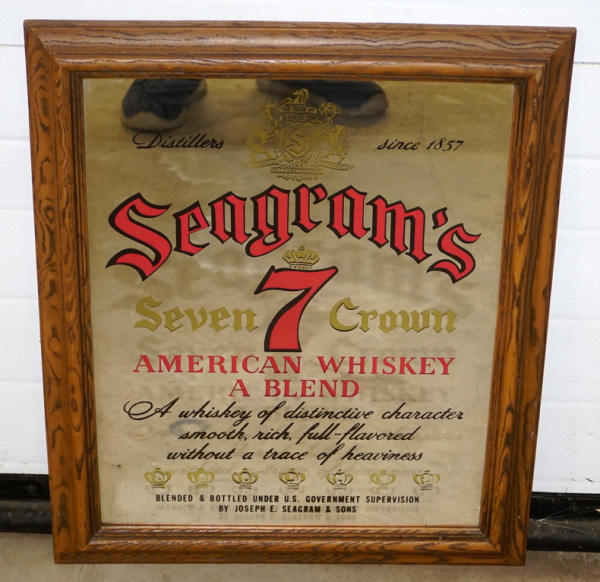 Distillers since 1857
Seagram's
7
Seven Crown
AMERICAN WHISKEY
A BLEND
A whiskey of distinctive character
smooth, rich, full-flavored
without a trace of heaviness
BLENDED & BOTTLED UNDER U.S. GOVERNMENT SUPERVISION
BY JOSEPH E. SEAGRAM & SONS